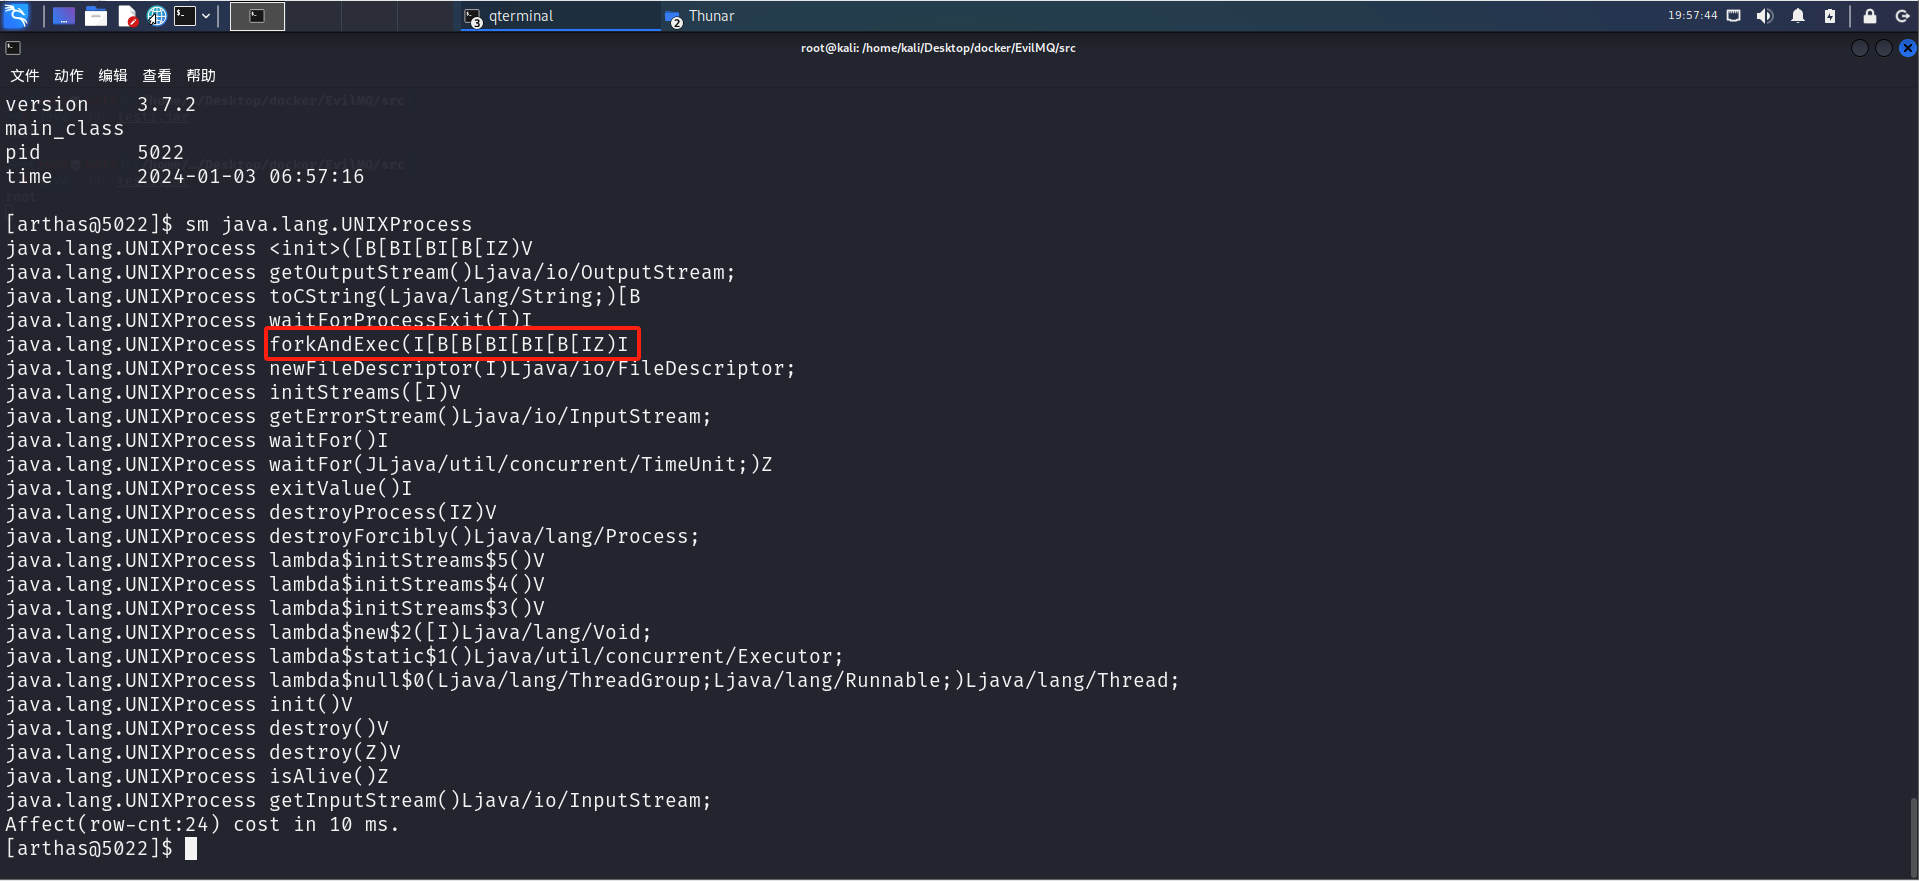 qterminal
3
Thunar
2
19:57:44
root@kali: /home/kali/Desktop/docker/EvilMQ/src
文件 动作 编辑 查看 帮助
version    3.7.2
main_class
pid        5022
time       2024-01-03 06:57:16
[arthas@5022]$ sm java.lang.UNIXProcess
java.lang.UNIXProcess <init>([B[BI[BI[B[IZ)V
java.lang.UNIXProcess getOutputStream()Ljava/io/OutputStream;
java.lang.UNIXProcess toCString(Ljava/lang/String;)[B
java.lang.UNIXProcess waitForProcessExit(I)I
java.lang.UNIXProcess forkAndExec(I[B[B[BI[BI[B[IZ)I
java.lang.UNIXProcess newFileDescriptor(I)Ljava/io/FileDescriptor;
java.lang.UNIXProcess initStreams([I)V
java.lang.UNIXProcess getErrorStream()Ljava/io/InputStream;
java.lang.UNIXProcess waitFor()I
java.lang.UNIXProcess waitFor(JLjava/util/concurrent/TimeUnit;)Z
java.lang.UNIXProcess exitValue()I
java.lang.UNIXProcess destroyProcess(IZ)V
java.lang.UNIXProcess destroyForcibly()Ljava/lang/Process;
java.lang.UNIXProcess lambda$initStreams$5()V
java.lang.UNIXProcess lambda$initStreams$4()V
java.lang.UNIXProcess lambda$initStreams$3()V
java.lang.UNIXProcess lambda$new$2([I)Ljava/lang/Void;
java.lang.UNIXProcess lambda$static$1()Ljava/util/concurrent/Executor;
java.lang.UNIXProcess lambda$null$0(Ljava/lang/ThreadGroup;Ljava/lang/Runnable;)Ljava/lang/Thread;
java.lang.UNIXProcess init()V
java.lang.UNIXProcess destroy()V
java.lang.UNIXProcess destroy(Z)V
java.lang.UNIXProcess isAlive()Z
java.lang.UNIXProcess getInputStream()Ljava/io/InputStream;
Affect(row-cnt:24) cost in 10 ms.
[arthas@5022]$